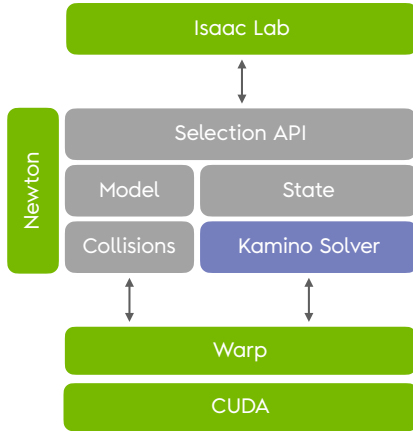 Isaac Lab
Newton
Selection API
Model
State
Collisions
Kamino Solver
Warp
CUDA